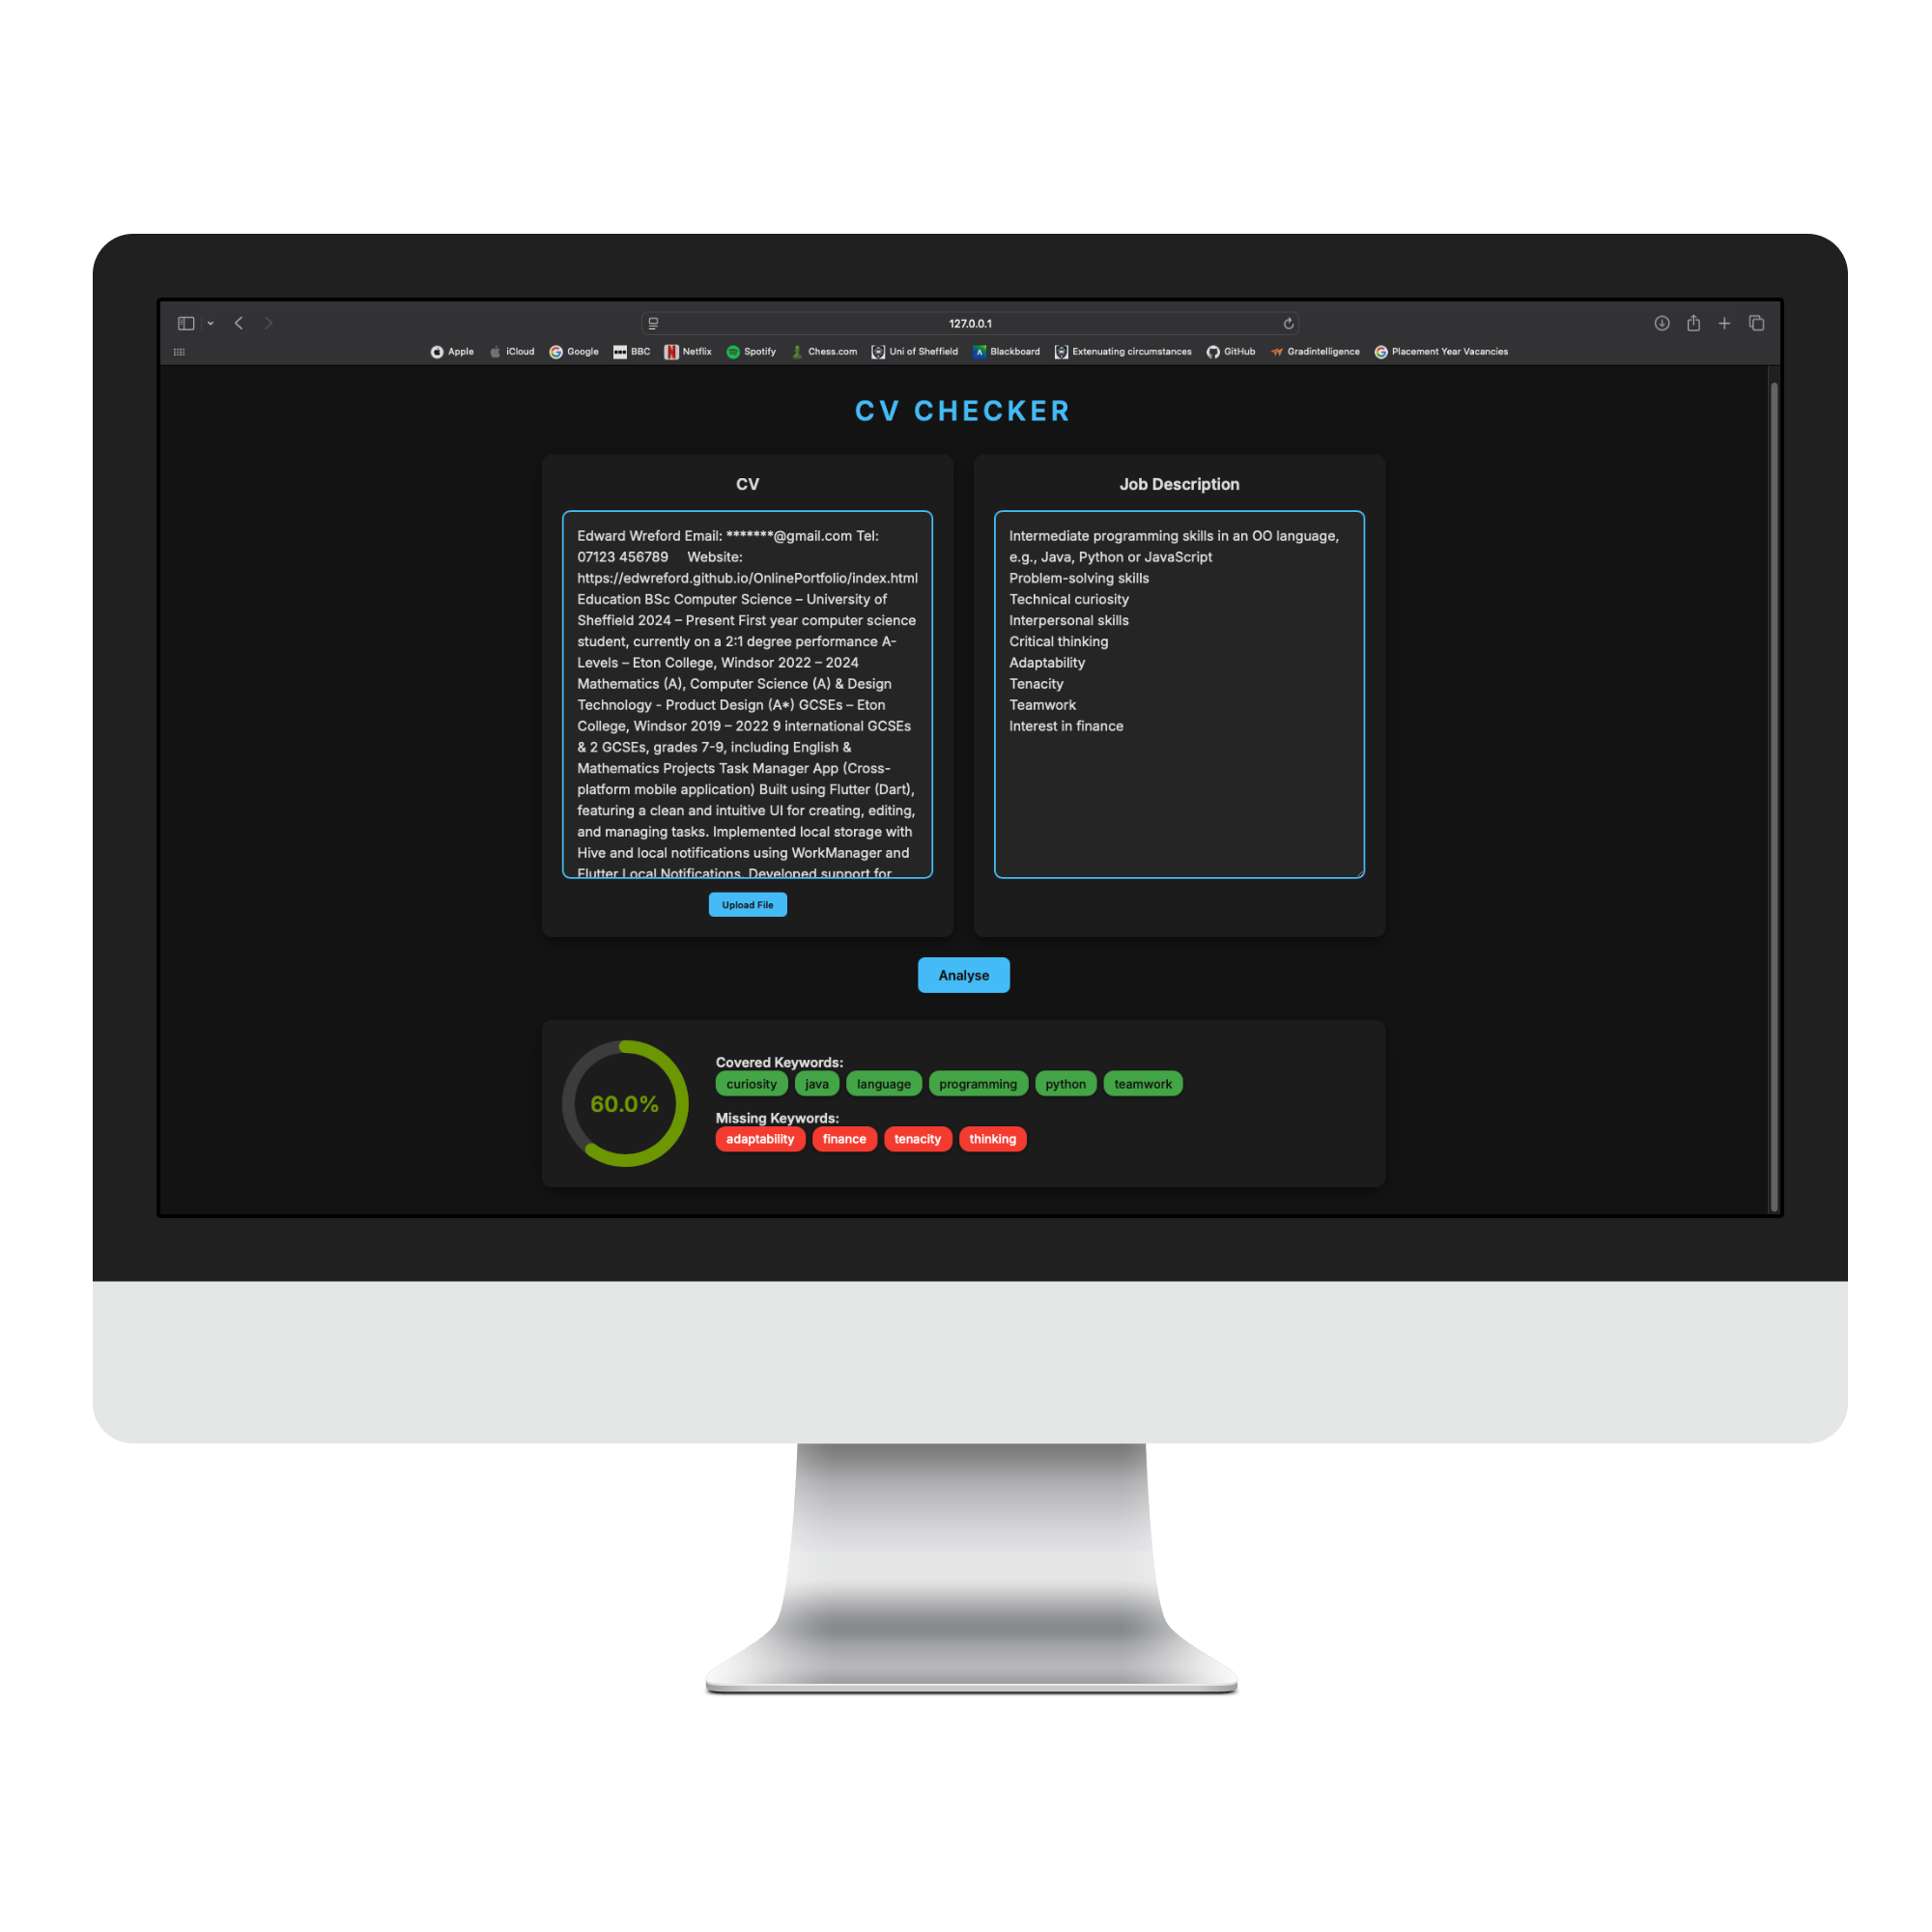 127.0.0.1
Apple iCloud Google BBC Netflix Spotify Chess.com Uni of Sheffield Blackboard Extenuating circumstances GitHub Gradintelligence Placement Year Vacancies
CV CHECKER
CV
Edward Wreford Email: *******@gmail.com Tel:
07123 456789 Website:
https://edwreford.github.io/OnlinePortfolio/index.html
Education BSc Computer Science – University of
Sheffield 2024 – Present First year computer science
student, currently on a 2:1 degree performance A-
Levels – Eton College, Windsor 2022 – 2024
Mathematics (A), Computer Science (A) & Design
Technology - Product Design (A*) GCSEs – Eton
College, Windsor 2019 – 2022 9 international GCSEs
& 2 GCSEs, grades 7-9, including English &
Mathematics Projects Task Manager App (Cross-
platform mobile application) Built using Flutter (Dart),
featuring a clean and intuitive UI for creating, editing,
and managing tasks. Implemented local storage with
Hive and local notifications using WorkManager and
Flutter Local Notifications. Developed support for
Upload File
Job Description
Intermediate programming skills in an OO language,
e.g., Java, Python or JavaScript
Problem-solving skills
Technical curiosity
Interpersonal skills
Critical thinking
Adaptability
Tenacity
Teamwork
Interest in finance
Analyse
60.0%
Covered Keywords:
curiosity java language programming python teamwork
Missing Keywords:
adaptability finance tenacity thinking